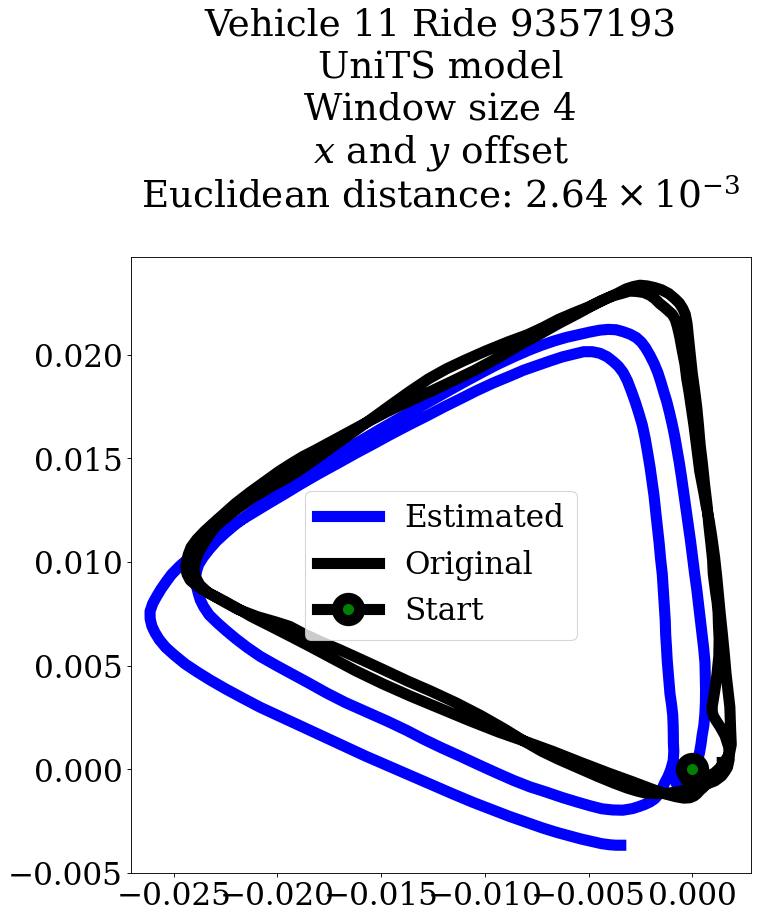 Vehicle 11 Ride 9357193
UniTS model
Window size 4
x and y offset
Euclidean distance: 2.64 × 10⁻³
0.020
0.015
0.010
0.005
0.000
−0.005
Estimated
Original
Start
−0.025 −0.020 −0.015 −0.010 −0.005 0.000